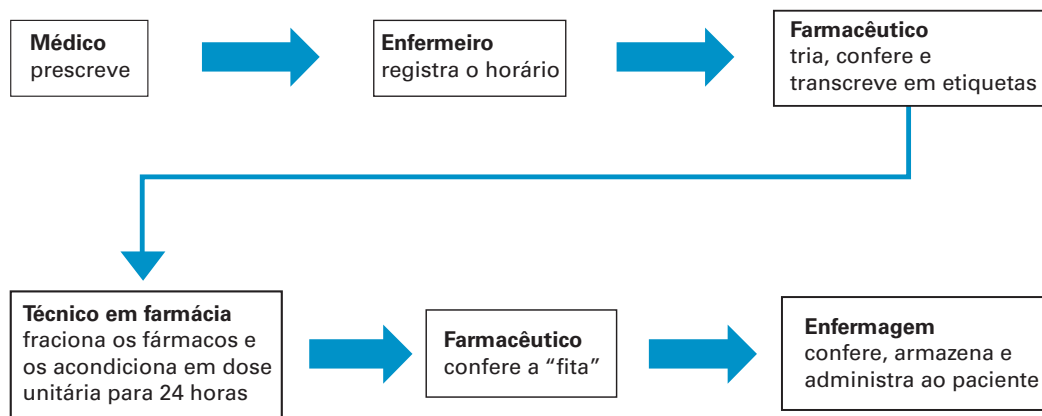 Médico
prescreve
Enfermeiro
registra o horário
Farmacêutico
tria, confere e
transcreve em etiquetas
Técnico em farmácia
fraciona os fármacos e
os acondiciona em dose
unitária para 24 horas
Farmacêutico
confere a “fita”
Enfermagem
confere, armazena e
administra ao paciente